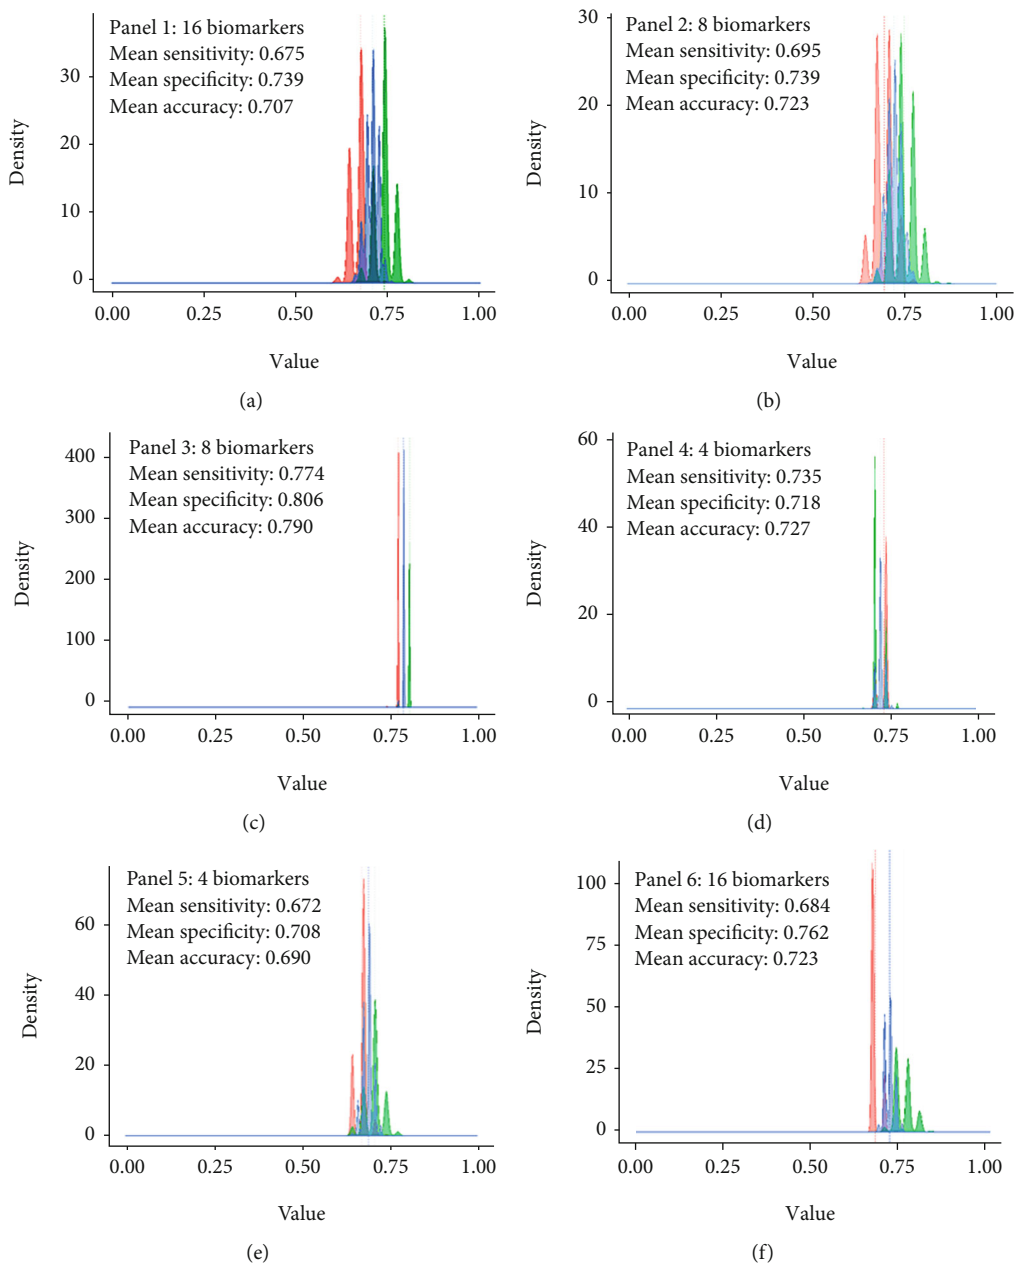 Panel 1: 16 biomarkers
Mean sensitivity: 0.675
Mean specificity: 0.739
Mean accuracy: 0.707
Density
30
20
10
0
0.00 0.25 0.50 0.75 1.00
Value
(a)
Panel 2: 8 biomarkers
Mean sensitivity: 0.695
Mean specificity: 0.739
Mean accuracy: 0.723
Density
30
20
10
0
0.00 0.25 0.50 0.75 1.00
Value
(b)
Panel 3: 8 biomarkers
Mean sensitivity: 0.774
Mean specificity: 0.806
Mean accuracy: 0.790
Density
400
300
200
100
0
0.00 0.25 0.50 0.75 1.00
Value
(c)
Panel 4: 4 biomarkers
Mean sensitivity: 0.735
Mean specificity: 0.718
Mean accuracy: 0.727
Density
60
40
20
0
0.00 0.25 0.50 0.75 1.00
Value
(d)
Panel 5: 4 biomarkers
Mean sensitivity: 0.672
Mean specificity: 0.708
Mean accuracy: 0.690
Density
60
40
20
0
0.00 0.25 0.50 0.75 1.00
Value
(e)
Panel 6: 16 biomarkers
Mean sensitivity: 0.684
Mean specificity: 0.762
Mean accuracy: 0.723
Density
100
75
50
25
0
0.00 0.25 0.50 0.75 1.00
Value
(f)